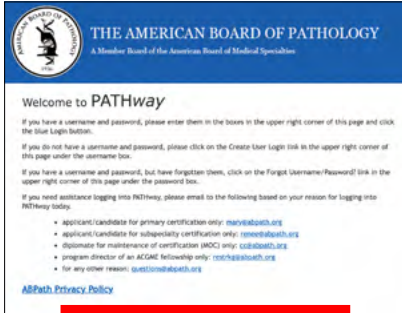 THE AMERICAN BOARD OF PATHOLOGY
A Member Board of the American Board of Medical Specialties
Welcome to PATHway
If you have a username and password, please enter them in the boxes in the upper right corner of this page and click
the blue Login button.
If you do not have a username and password, please click on the Create User Login link in the upper right corner of
this page under the username box.
If you have a username and password, but have forgotten them, click on the Forgot Username/Password? link in the
upper right corner of this page under the password box.
If you need assistance logging into PATHway, please email to the following based on your reason for logging into
PATHway today.
• applicant/candidate for primary certification only: mary@abpath.org
• applicant/candidate for subspecialty certification only: renee@abpath.org
• diplomate for maintenance of certification (MOC) only: cc@abpath.org
• program director of an ACGME fellowship only: restrkg@abpath.org
• for any other reason: questions@abpath.org
ABPath Privacy Policy